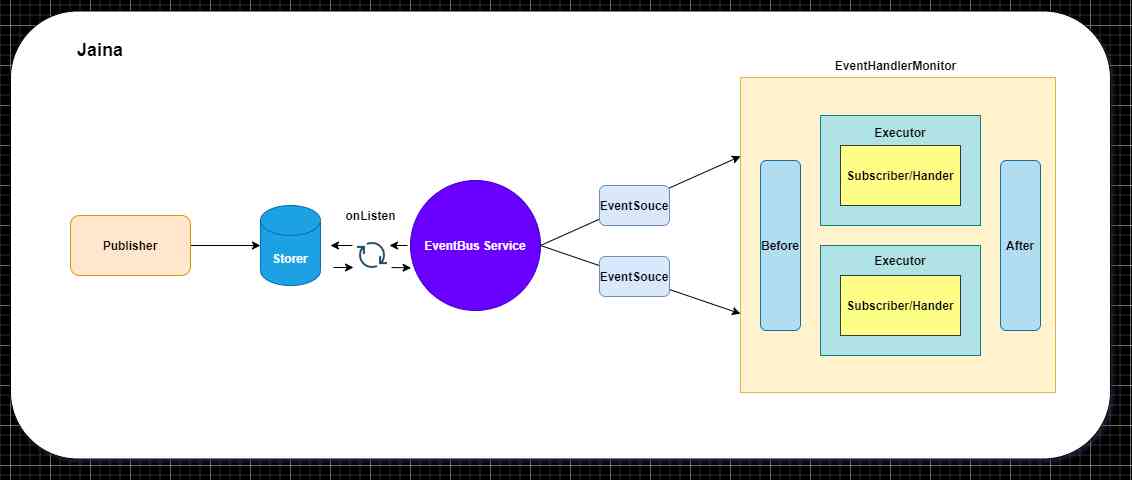 Jaina
EventHandlerMonitor
Executor
Subscriber/Hander
onListen
EventSouce
Publisher
Storer
EventBus Service
EventSouce
Before
After
Executor
Subscriber/Hander